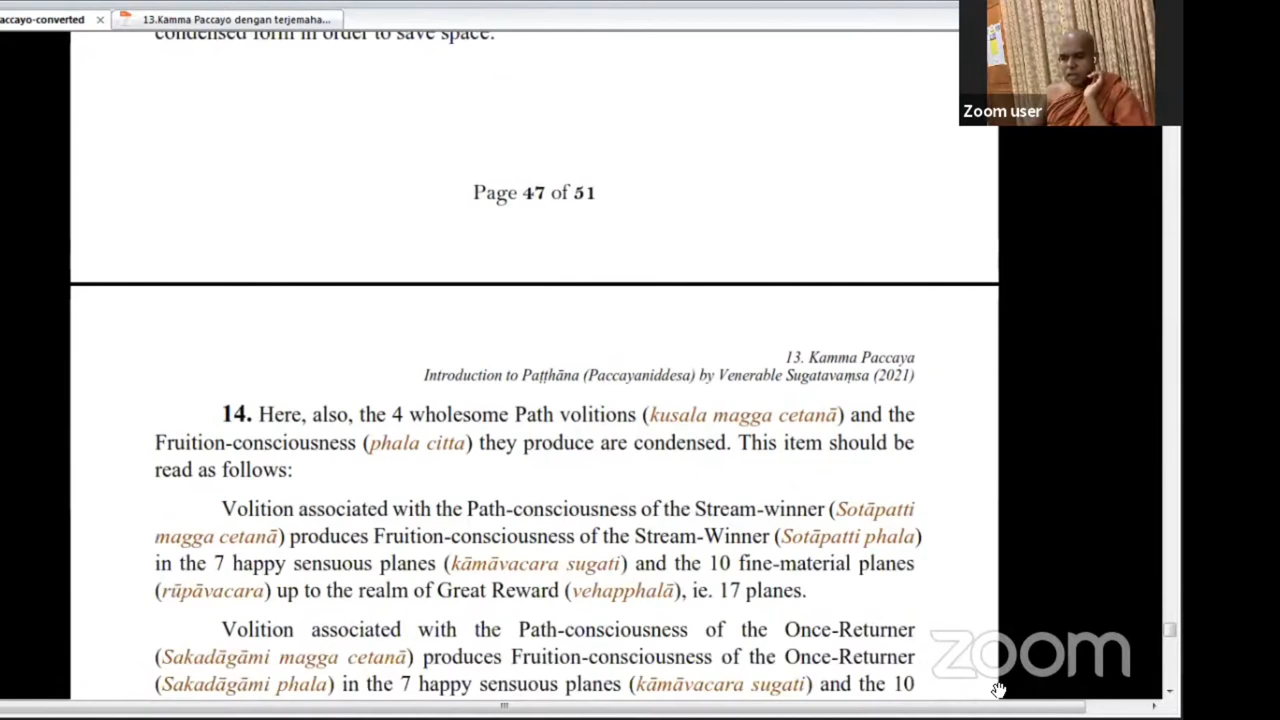 accayo-converted
13.Kamma Paccayo dengan terjemaha...
condensed form in order to save space.
Zoom user
Page 47 of 51
13. Kamma Paccaya
Introduction to Paṭṭhāna (Paccayaniddesa) by Venerable Sugatavaṃsa (2021)
14. Here, also, the 4 wholesome Path volitions (kusala magga cetanā) and the
Fruition-consciousness (phala citta) they produce are condensed. This item should be
read as follows:
Volition associated with the Path-consciousness of the Stream-winner (Sotāpatti
magga cetanā) produces Fruition-consciousness of the Stream-Winner (Sotāpatti phala)
in the 7 happy sensuous planes (kāmāvacara sugati) and the 10 fine-material planes
(rūpāvacara) up to the realm of Great Reward (vehapphalā), ie. 17 planes.
Volition associated with the Path-consciousness of the Once-Returner
(Sakadāgāmi magga cetanā) produces Fruition-consciousness of the Once-Returner
(Sakadāgāmi phala) in the 7 happy sensuous planes (kāmāvacara sugati) and the 10
zoom